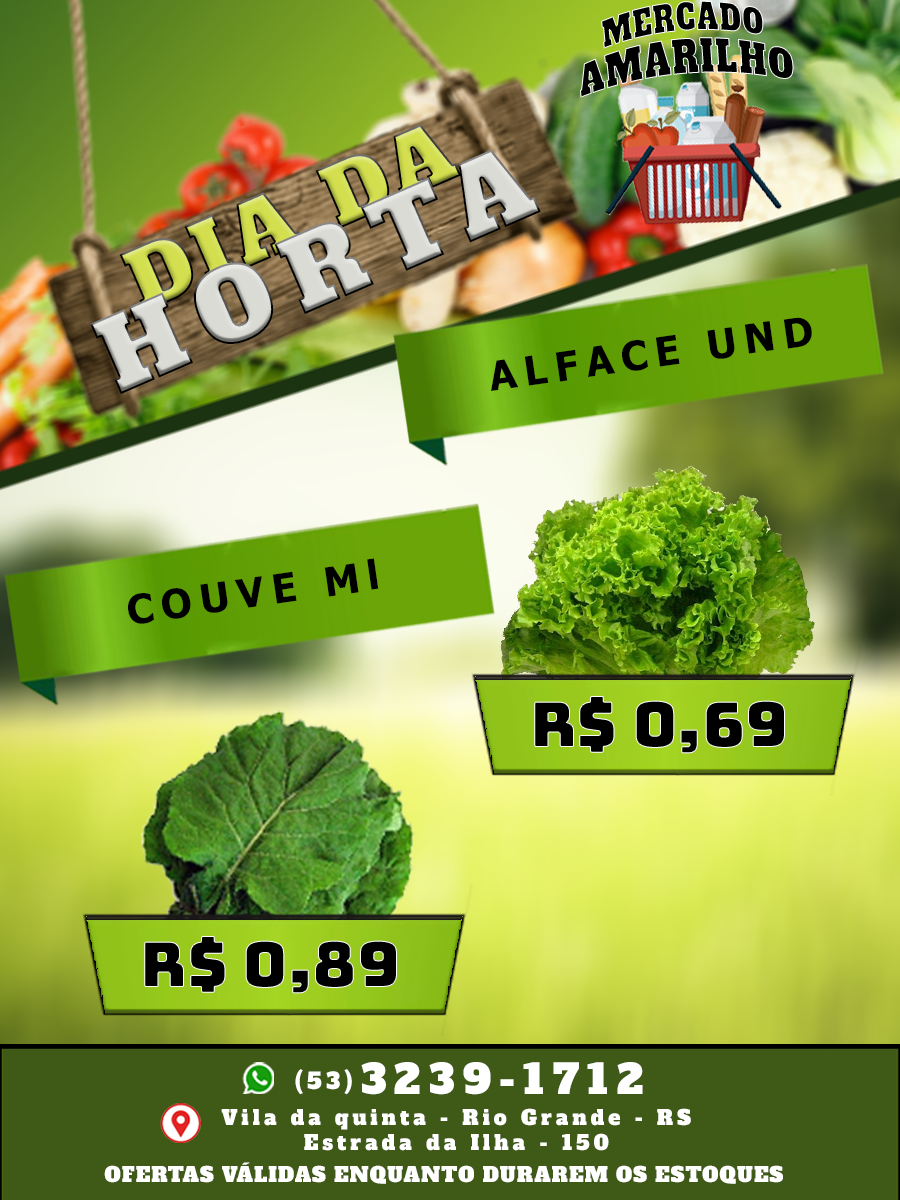 MERCADO
AMARILHO
DIA DA
HORTA
ALFACE UND
COUVE MI
R$ 0,69
R$ 0,89
(53) 3239-1712
Vila da quinta - Rio Grande - RS
Estrada da Ilha - 150
OFERTAS VÁLIDAS ENQUANTO DURAREM OS ESTOQUES